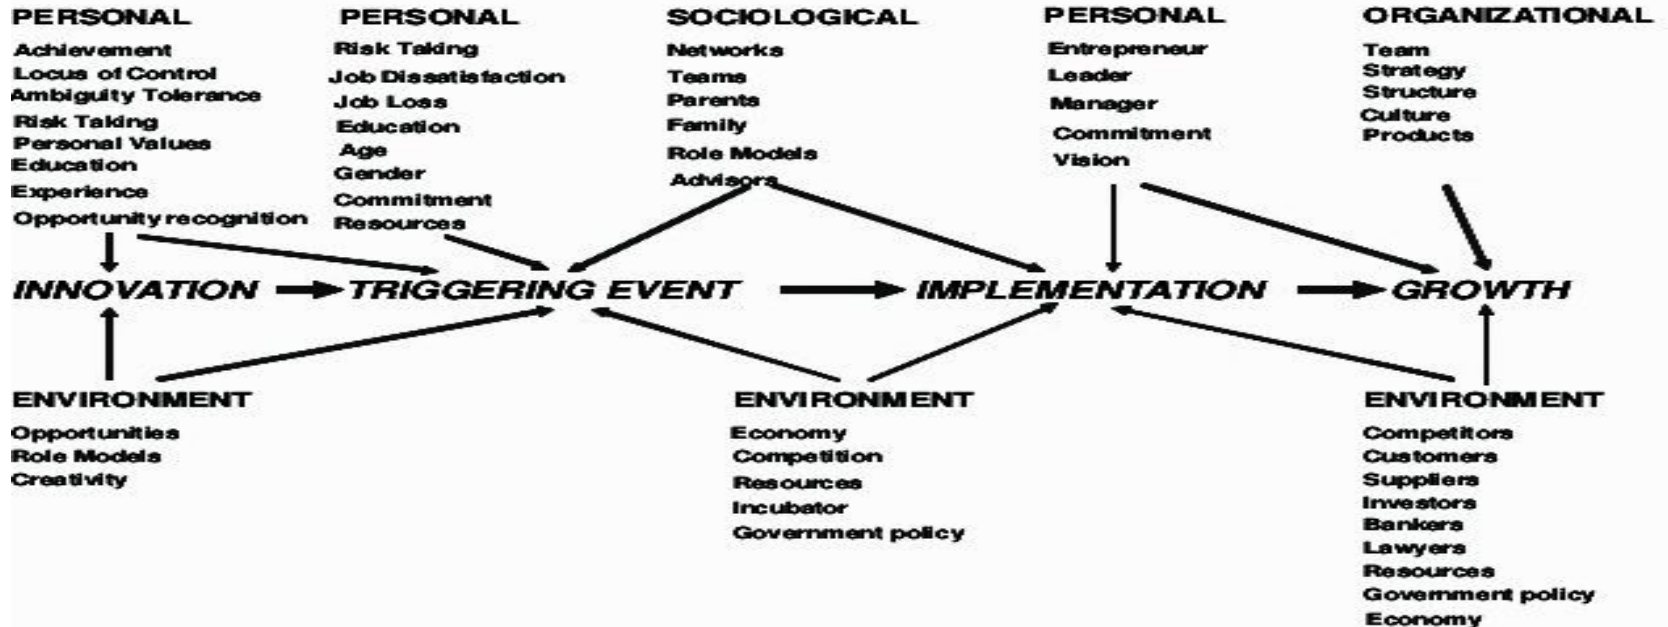 PERSONAL
Achievement
Locus of Control
Ambiguity Tolerance
Risk Taking
Personal Values
Education
Experience
Opportunity recognition
PERSONAL
Risk Taking
Job Dissatisfaction
Job Loss
Education
Age
Gender
Commitment
Resources
SOCIOLOGICAL
Networks
Teams
Parents
Family
Role Models
Advisors
PERSONAL
Entrepreneur
Leader
Manager
Commitment
Vision
ORGANIZATIONAL
Team
Strategy
Structure
Culture
Products
INNOVATION
TRIGGERING EVENT
IMPLEMENTATION
GROWTH
ENVIRONMENT
Opportunities
Role Models
Creativity
ENVIRONMENT
Economy
Competition
Resources
Incubator
Government policy
ENVIRONMENT
Competitors
Customers
Suppliers
Investors
Bankers
Lawyers
Resources
Government policy
Economy